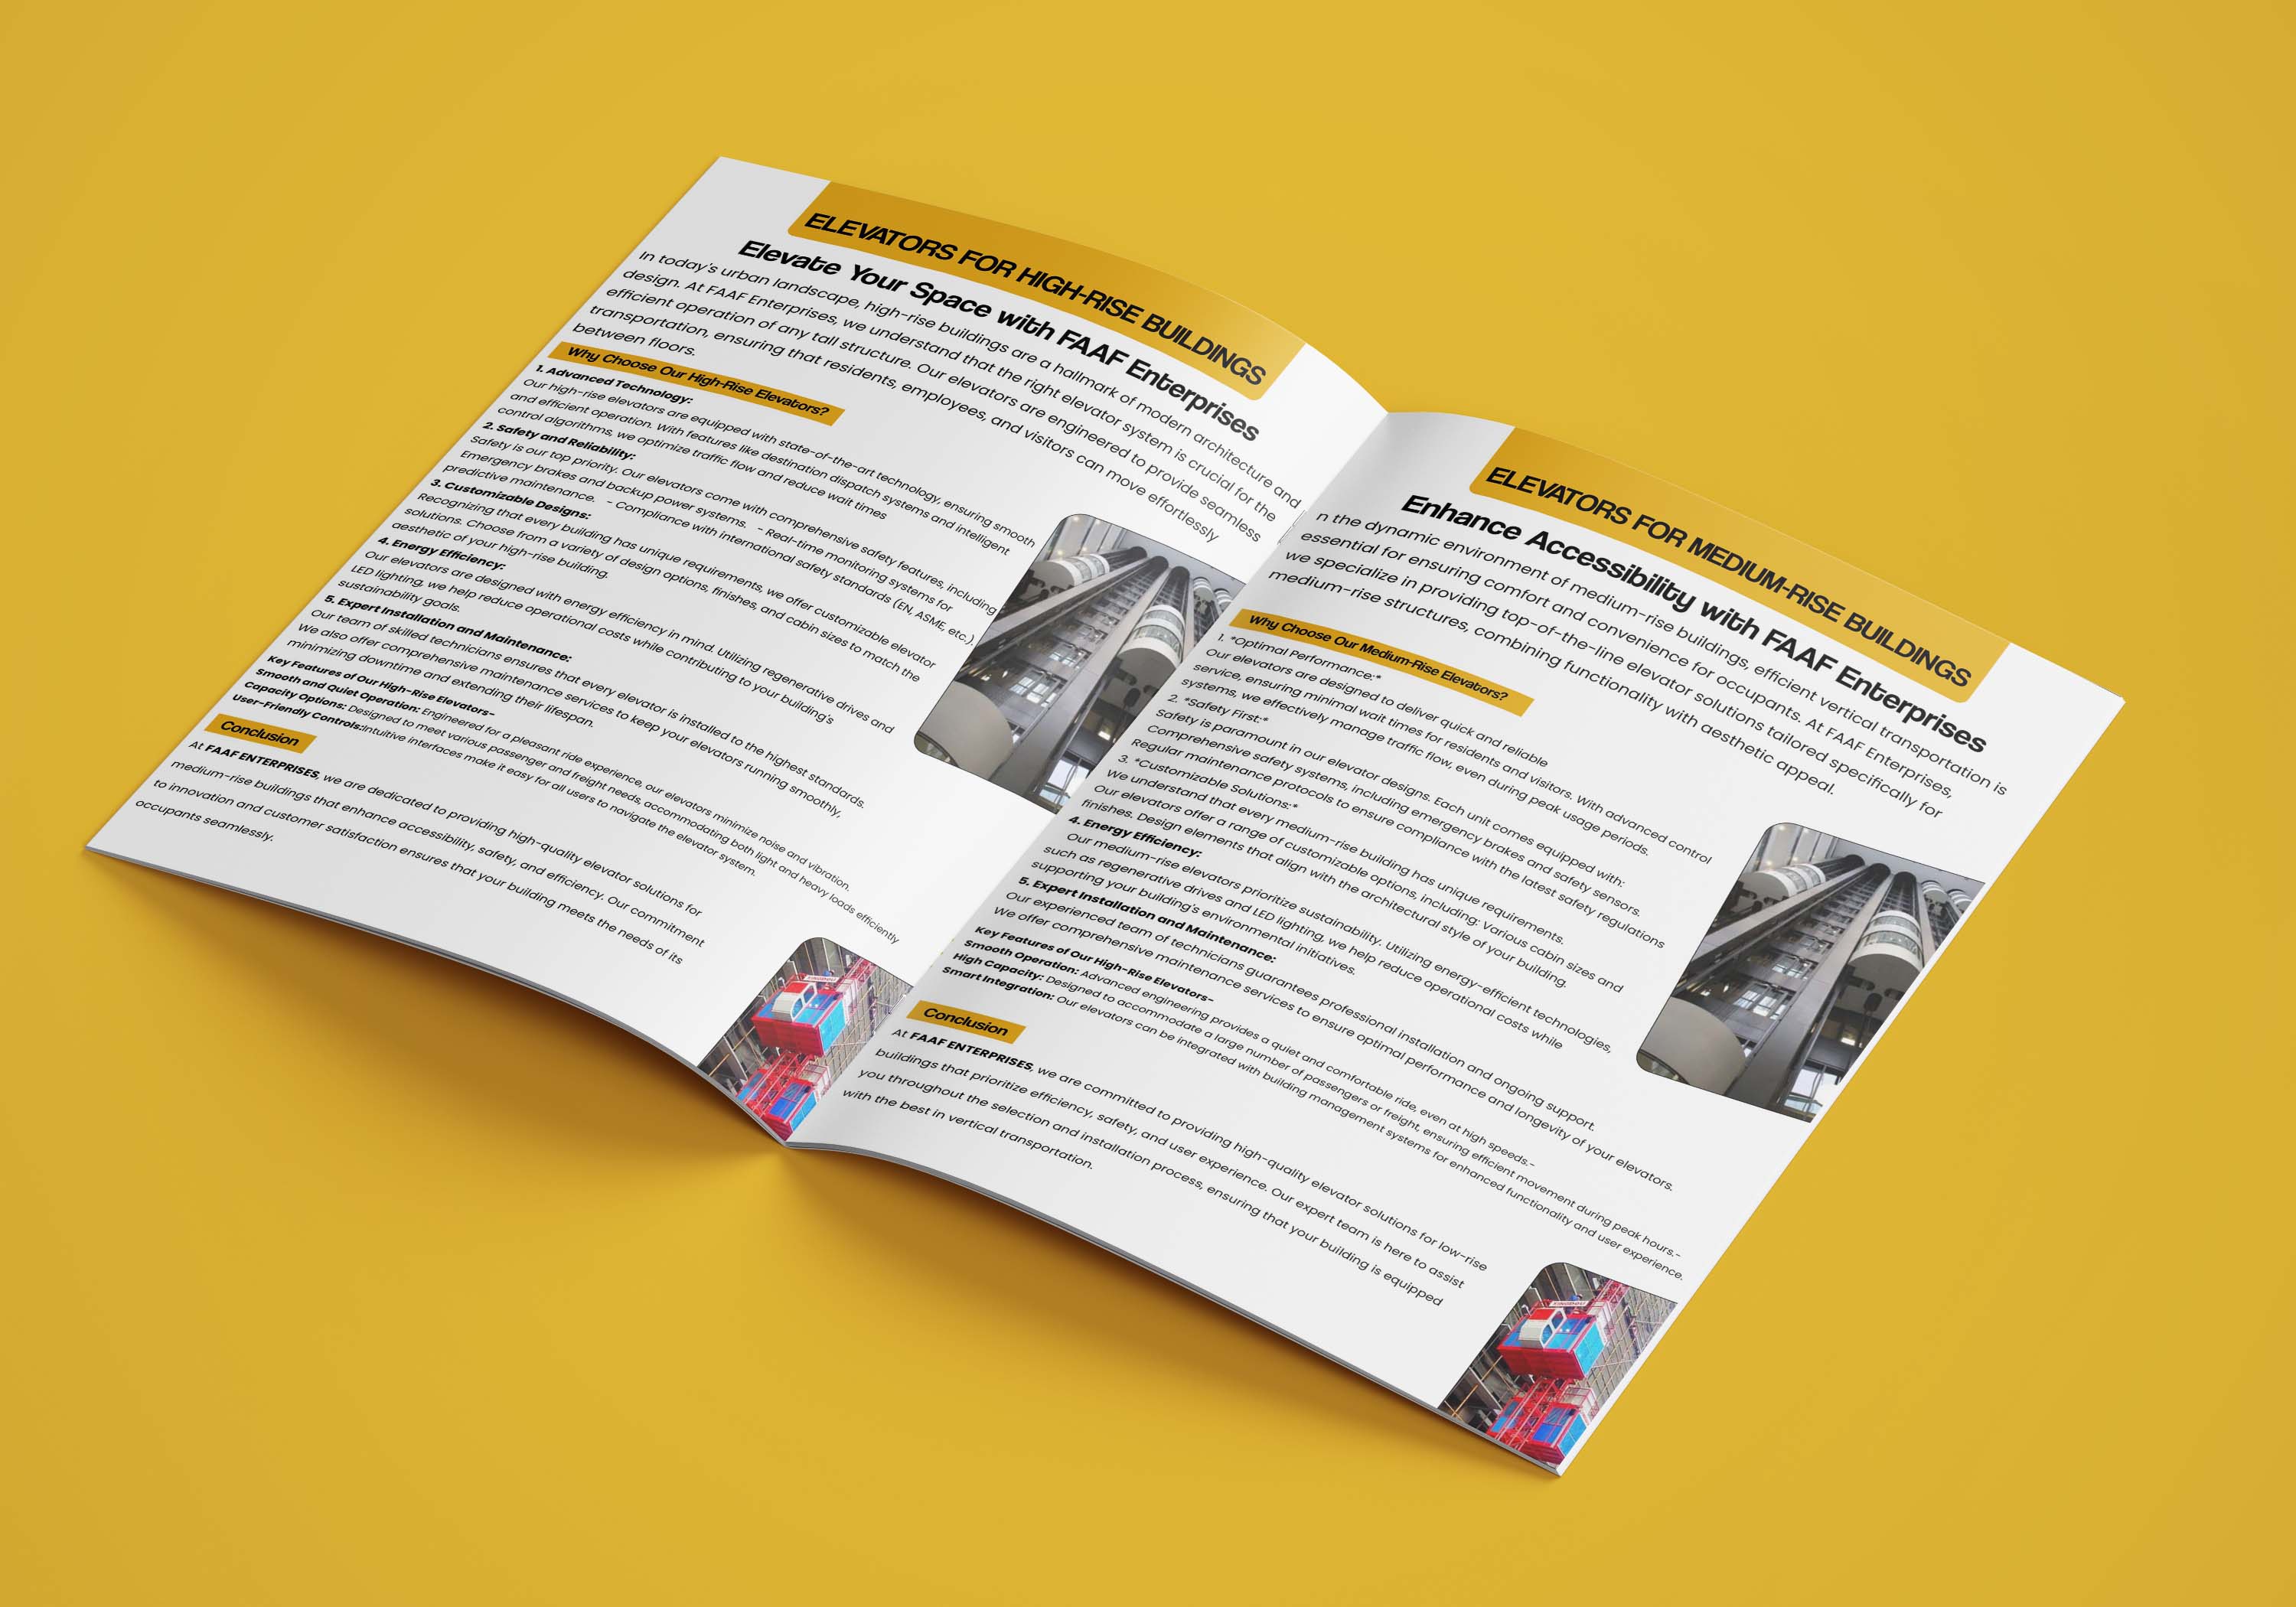 ELEVATORS FOR HIGH-RISE BUILDINGS
Elevate Your Space with FAAF Enterprises
In today's urban landscape, high-rise buildings are a hallmark of modern architecture and
design. At FAAF Enterprises, we understand that the right elevator system is crucial for the
efficient operation of any tall structure. Our elevators are engineered to provide seamless
transportation, ensuring that residents, employees, and visitors can move effortlessly
between floors.
Why Choose Our High-Rise Elevators?
1. Advanced Technology:
Our high-rise elevators are equipped with state-of-the-art technology, ensuring smooth
and efficient operation. With features like destination dispatch systems and intelligent
control algorithms, we optimize traffic flow and reduce wait times
2. Safety and Reliability:
Safety is our top priority. Our elevators come with comprehensive safety features, including
Emergency brakes and backup power systems. - Real-time monitoring systems for
predictive maintenance. - Compliance with international safety standards (EN, ASME, etc.)
3. Customizable Designs:
Recognizing that every building has unique requirements, we offer customizable elevator
solutions. Choose from a variety of design options, finishes, and cabin sizes to match the
aesthetic of your high-rise building.
4. Energy Efficiency:
Our elevators are designed with energy efficiency in mind. Utilizing regenerative drives and
LED lighting, we help reduce operational costs while contributing to your building's
sustainability goals.
5. Expert Installation and Maintenance:
Our team of skilled technicians ensures that every elevator is installed to the highest standards.
We also offer comprehensive maintenance services to keep your elevators running smoothly,
minimizing downtime and extending their lifespan.
Key Features of Our High-Rise Elevators-
Smooth and Quiet Operation: Engineered for a pleasant ride experience, our elevators minimize noise and vibration.
Capacity Options: Designed to meet various passenger and freight needs, accommodating both light and heavy loads efficiently
User-Friendly Controls:Intuitive interfaces make it easy for all users to navigate the elevator system.
Conclusion
At FAAF ENTERPRISES, we are dedicated to providing high-quality elevator solutions for
medium-rise buildings that enhance accessibility, safety, and efficiency. Our commitment
to innovation and customer satisfaction ensures that your building meets the needs of its
occupants seamlessly.
ELEVATORS FOR MEDIUM-RISE BUILDINGS
Enhance Accessibility with FAAF Enterprises
n the dynamic environment of medium-rise buildings, efficient vertical transportation is
essential for ensuring comfort and convenience for occupants. At FAAF Enterprises,
we specialize in providing top-of-the-line elevator solutions tailored specifically for
medium-rise structures, combining functionality with aesthetic appeal.
Why Choose Our Medium-Rise Elevators?
1. *Optimal Performance:*
Our elevators are designed to deliver quick and reliable
service, ensuring minimal wait times for residents and visitors. With advanced control
systems, we effectively manage traffic flow, even during peak usage periods.
2. *Safety First:*
Safety is paramount in our elevator designs. Each unit comes equipped with:
Comprehensive safety systems, including emergency brakes and safety sensors.
Regular maintenance protocols to ensure compliance with the latest safety regulations
3. *Customizable Solutions:*
We understand that every medium-rise building has unique requirements.
Our elevators offer a range of customizable options, including: Various cabin sizes and
finishes. Design elements that align with the architectural style of your building.
4. Energy Efficiency:
Our medium-rise elevators prioritize sustainability. Utilizing energy-efficient technologies,
such as regenerative drives and LED lighting, we help reduce operational costs while
supporting your building's environmental initiatives.
5. Expert Installation and Maintenance:
Our experienced team of technicians guarantees professional installation and ongoing support.
We offer comprehensive maintenance services to ensure optimal performance and longevity of your elevators.
Key Features of Our High-Rise Elevators-
Smooth Operation: Advanced engineering provides a quiet and comfortable ride, even at high speeds.-
High Capacity: Designed to accommodate a large number of passengers or freight, ensuring efficient movement during peak hours.-
Smart Integration: Our elevators can be integrated with building management systems for enhanced functionality and user experience.
Conclusion
At FAAF ENTERPRISES, we are committed to providing high-quality elevator solutions for low-rise
buildings that prioritize efficiency, safety, and user experience. Our expert team is here to assist
you throughout the selection and installation process, ensuring that your building is equipped
with the best in vertical transportation.